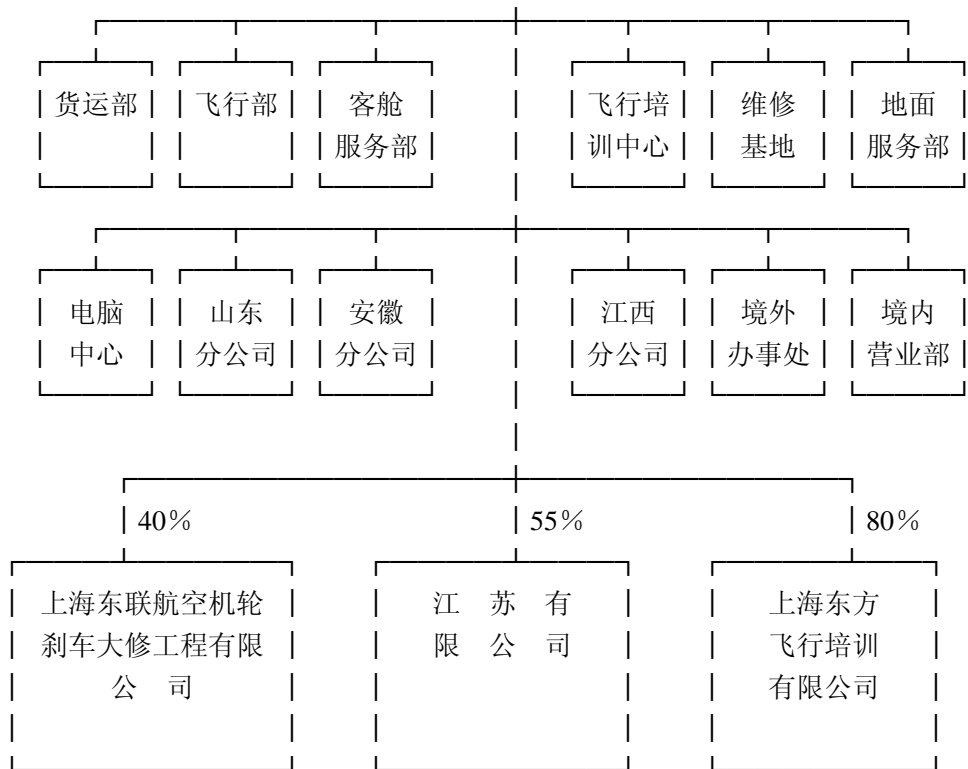 货运部 飞行部 客舱 飞行培 维修 地面
服务部 训中心 基地 服务部
电脑 山东 安徽 江西 境外 境内
中心 分公司 分公司 分公司 办事处 营业部
40% 55% 80%
上海东联航空机轮 江 苏 有 上海东方
刹车大修工程有限 限 公 司 飞行培训
公 司 有限公司